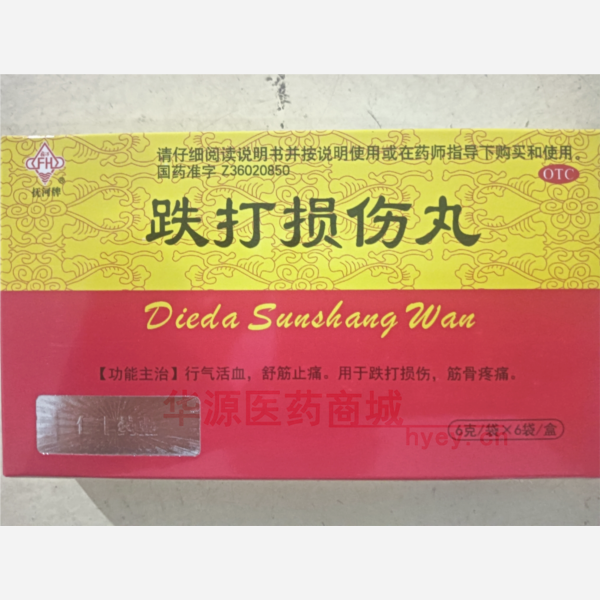 请仔细阅读说明书并按说明使用或在药师指导下购买和使用。
国药准字 Z36020850
OTC
FH
抚河牌
跌打损伤丸
Dieda Sunshang Wan
【功能主治】行气活血，舒筋止痛。用于跌打损伤，筋骨疼痛。
华源医药商城
6克/袋×6袋/盒
hyey.cn